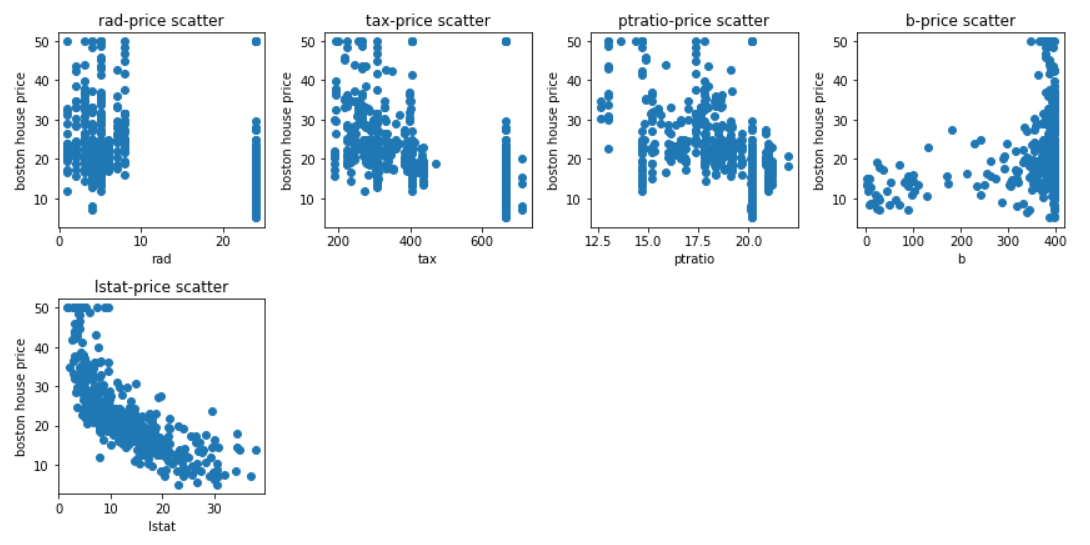 rad-price scatter
boston house price
50
40
30
20
10
0 10 20
rad
tax-price scatter
boston house price
50
40
30
20
10
200 400 600
tax
ptratio-price scatter
boston house price
50
40
30
20
10
12.5 15.0 17.5 20.0
ptratio
b-price scatter
boston house price
50
40
30
20
10
0 100 200 300 400
b
lstat-price scatter
boston house price
50
40
30
20
10
0 10 20 30
lstat